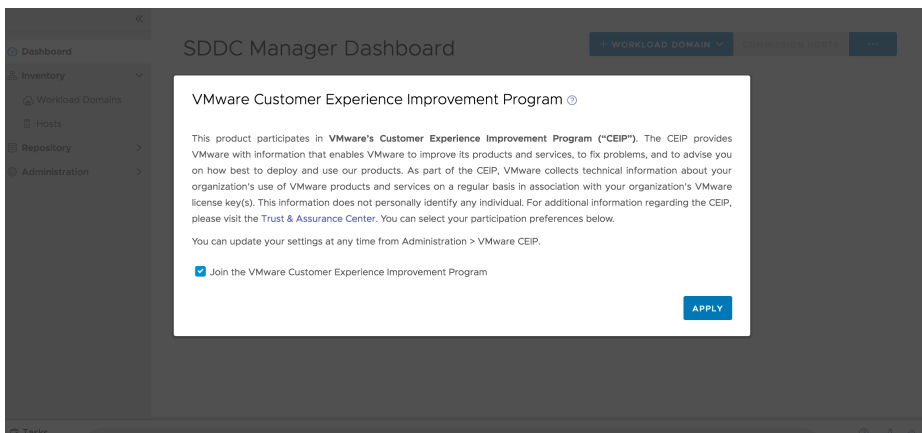 «
Dashboard
SDDC Manager Dashboard
+ WORKLOAD DOMAIN
COMMISSION HOSTS
...
Inventory
Workload Domains
Hosts
Repository
Administration
VMware Customer Experience Improvement Program
This product participates in VMware's Customer Experience Improvement Program (“CEIP”). The CEIP provides
VMware with information that enables VMware to improve its products and services, to fix problems, and to advise you
on how best to deploy and use our products. As part of the CEIP, VMware collects technical information about your
organization's use of VMware products and services on a regular basis in association with your organization's VMware
license key(s). This information does not personally identify any individual. For additional information regarding the CEIP,
please visit the Trust & Assurance Center. You can select your participation preferences below.
You can update your settings at any time from Administration > VMware CEIP.
Join the VMware Customer Experience Improvement Program
APPLY
Tasks